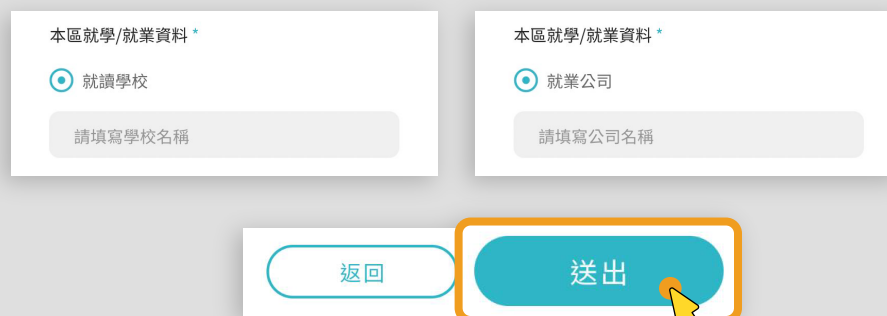 本區就學/就業資料 *
就讀學校
請填寫學校名稱
本區就學/就業資料 *
就業公司
請填寫公司名稱
返回
送出